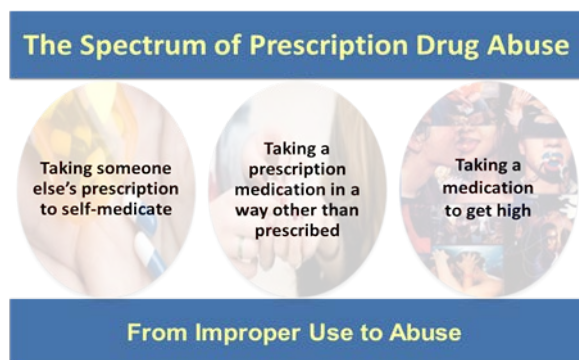 The Spectrum of Prescription Drug Abuse
Taking someone
else's prescription
to self-medicate
Taking a
prescription
medication in a
way other than
prescribed
Taking a
medication
to get high
From Improper Use to Abuse